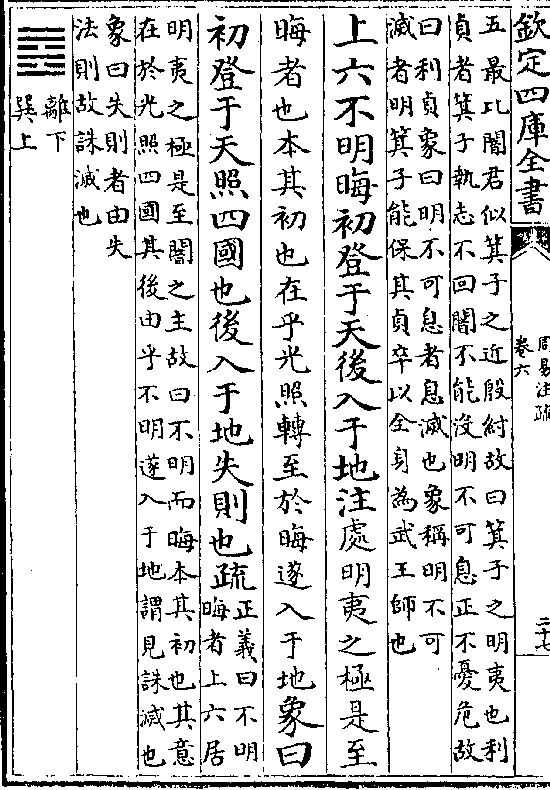 欽定四庫全書
周易注疏
卷六
二十七
五最比闇君似箕子之近殷紂故曰箕子之明夷也利
貞者箕子執志不回闇不能沒明不可息正不憂危故
曰利貞象曰明不可息者息滅也象稱明不可
滅者明箕子能保其貞卒以全身為武王師也
上六不明晦初登于天後入于地注處明夷之極是至
晦者也本其初也在乎光照轉至於晦遂入于地象曰
初登于天照四國也後入于地失則也疏正義曰不明
晦者上六居
明夷之極是至闇之主故曰不明而晦本其初也其意
在於光照四國其後由乎不明遂入于地謂見誅滅也
象曰失則者由失
法則故誅滅也
離下
巽上